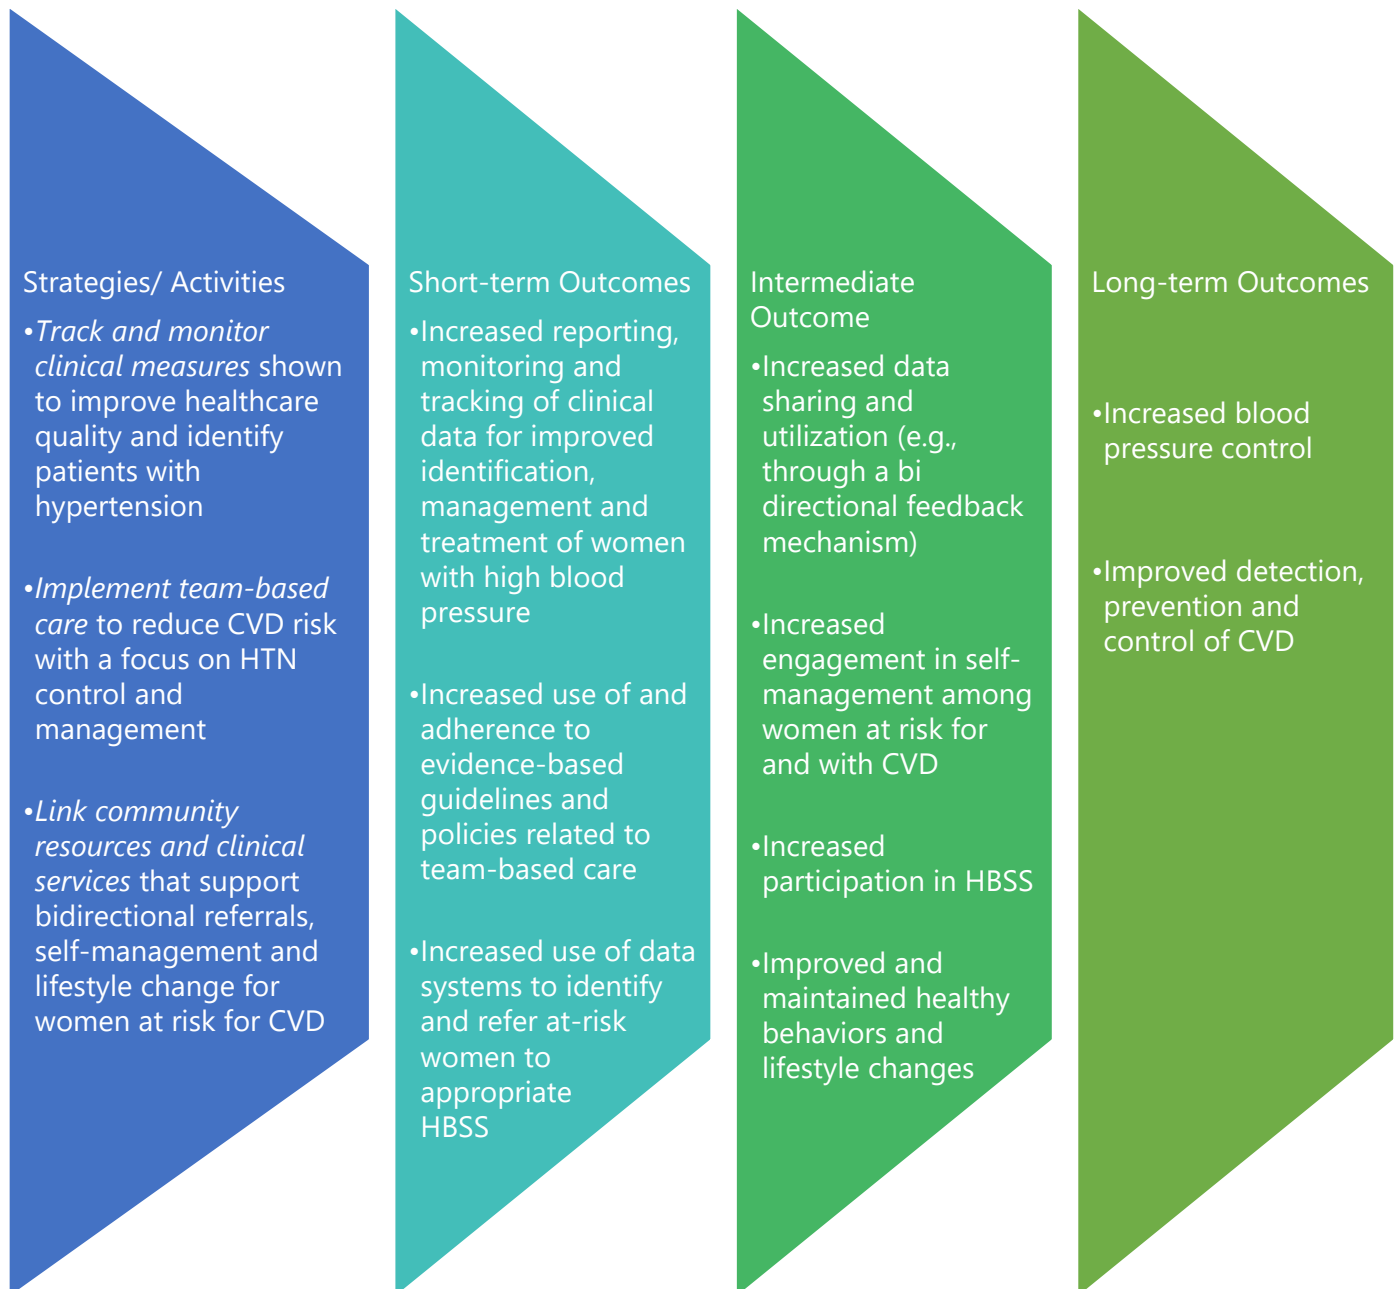 Strategies/ Activities
•Track and monitor
clinical measures shown
to improve healthcare
quality and identify
patients with
hypertension
•Implement team-based
care to reduce CVD risk
with a focus on HTN
control and
management
•Link community
resources and clinical
services that support
bidirectional referrals,
self-management and
lifestyle change for
women at risk for CVD
Short-term Outcomes
•Increased reporting,
monitoring and
tracking of clinical
data for improved
identification,
management and
treatment of women
with high blood
pressure
•Increased use of and
adherence to
evidence-based
guidelines and
policies related to
team-based care
•Increased use of data
systems to identify
and refer at-risk
women to
appropriate
HBSS
Intermediate
Outcome
•Increased data
sharing and
utilization (e.g.,
through a bi
directional feedback
mechanism)
•Increased
engagement in self-
management among
women at risk for
and with CVD
•Increased
participation in HBSS
•Improved and
maintained healthy
behaviors and
lifestyle changes
Long-term Outcomes
•Increased blood
pressure control
•Improved detection,
prevention and
control of CVD